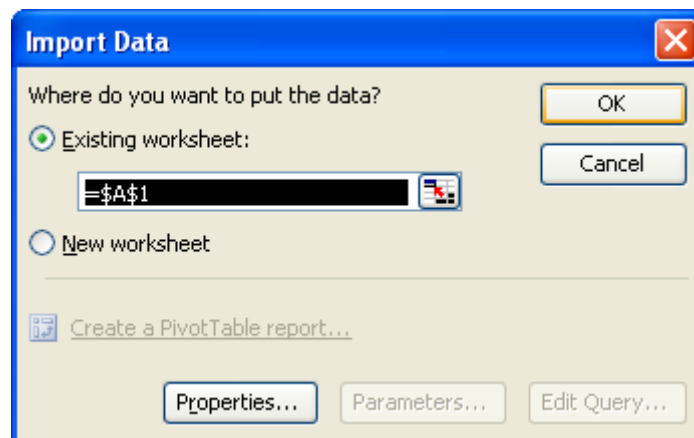 Import Data
Where do you want to put the data?
OK
Existing worksheet:
Cancel
=$A$1
New worksheet
Create a PivotTable report...
Properties... Parameters... Edit Query...